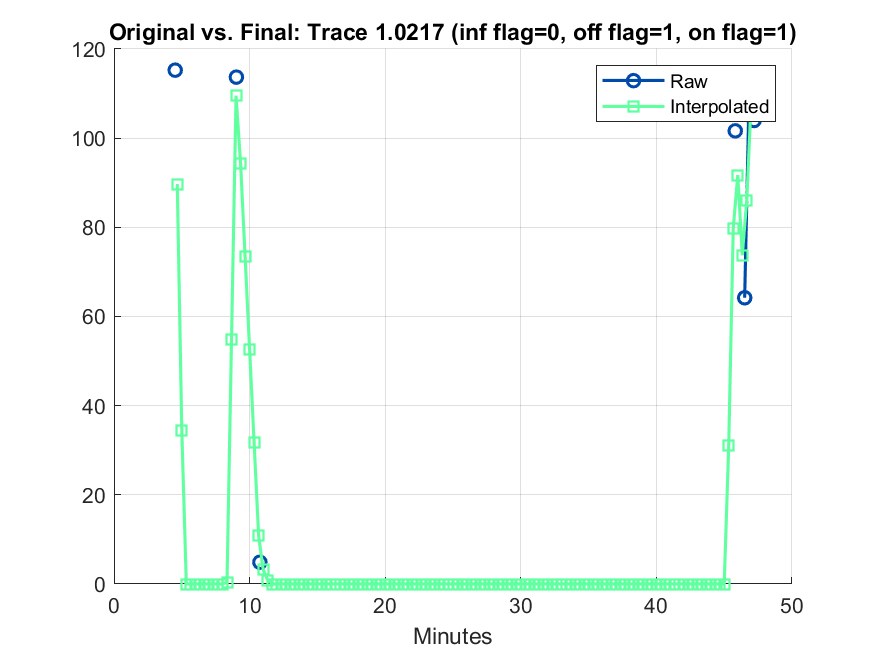 Original vs. Final: Trace 1.0217 (inf flag=0, off flag=1, on flag=1)
120
100
80
60
40
20
0
Raw
Interpolated
0 10 20 30 40 50
Minutes